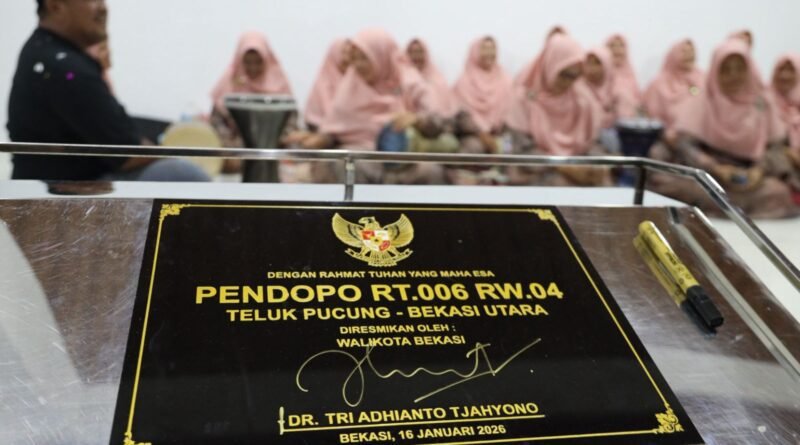 DENGAN RAHMAT TUHAN YANG MAHA ESA
PENDOPO RT.006 RW.04
TELUK PUCUNG - BEKASI UTARA
DIRESMIKAN OLEH :
WALIKOTA BEKASI
DR. TRI ADHIANTO TJAHYONO
BEKASI, 16 JANUARI 2026